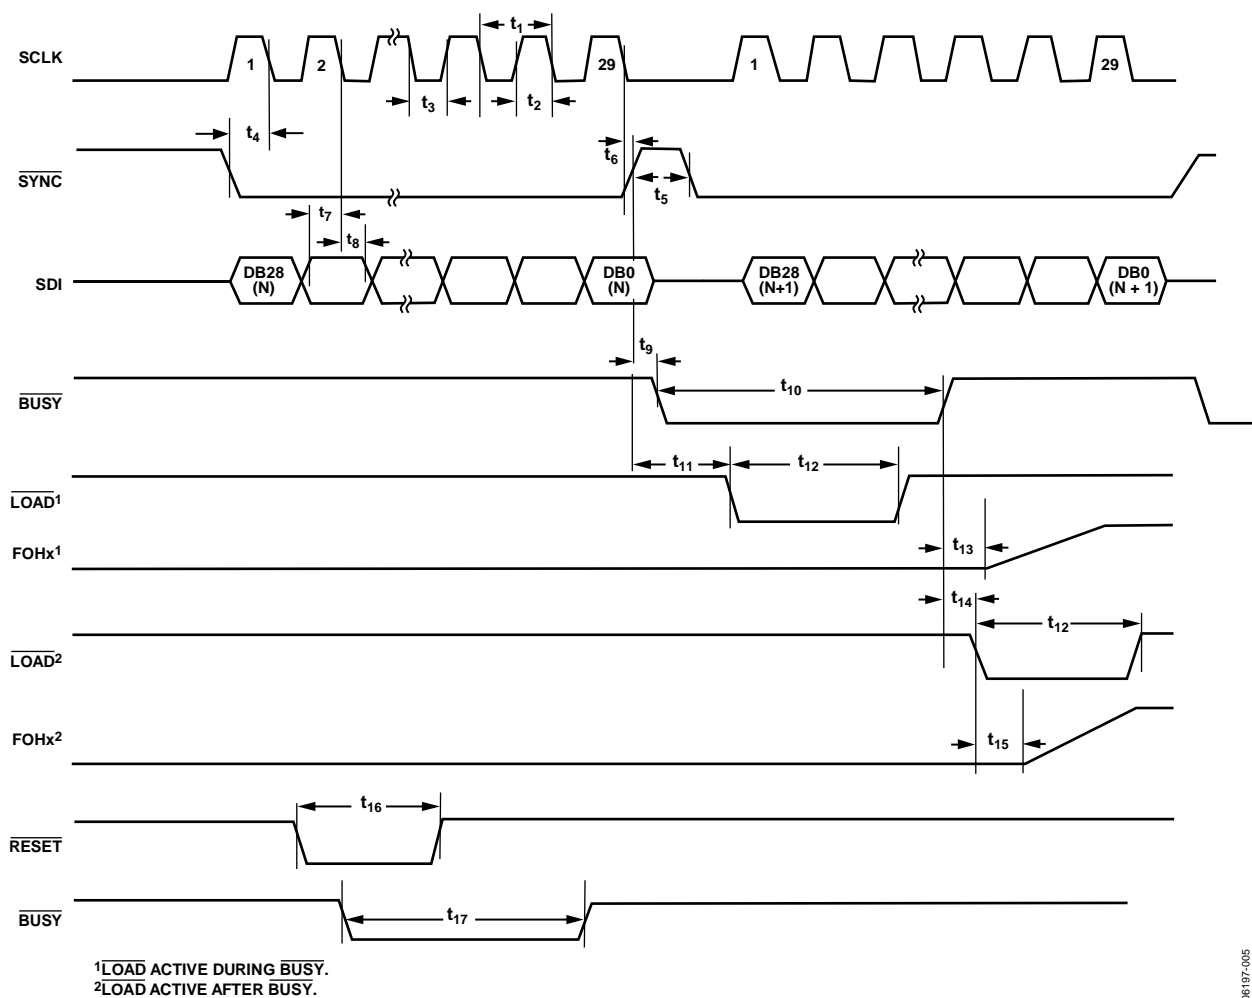 t1
SCLK
1
2
29
1
29
t3
t2
t4
t6
SYNC
t5
t7
t8
SDI
DB28
(N)
DB0
(N)
DB28
(N+1)
DB0
(N + 1)
t9
t10
BUSY
t11
t12
LOAD1
FOHx1
t13
t14
t12
LOAD2
FOHx2
t15
t16
RESET
t17
BUSY
1LOAD ACTIVE DURING BUSY.
2LOAD ACTIVE AFTER BUSY.
06197-005